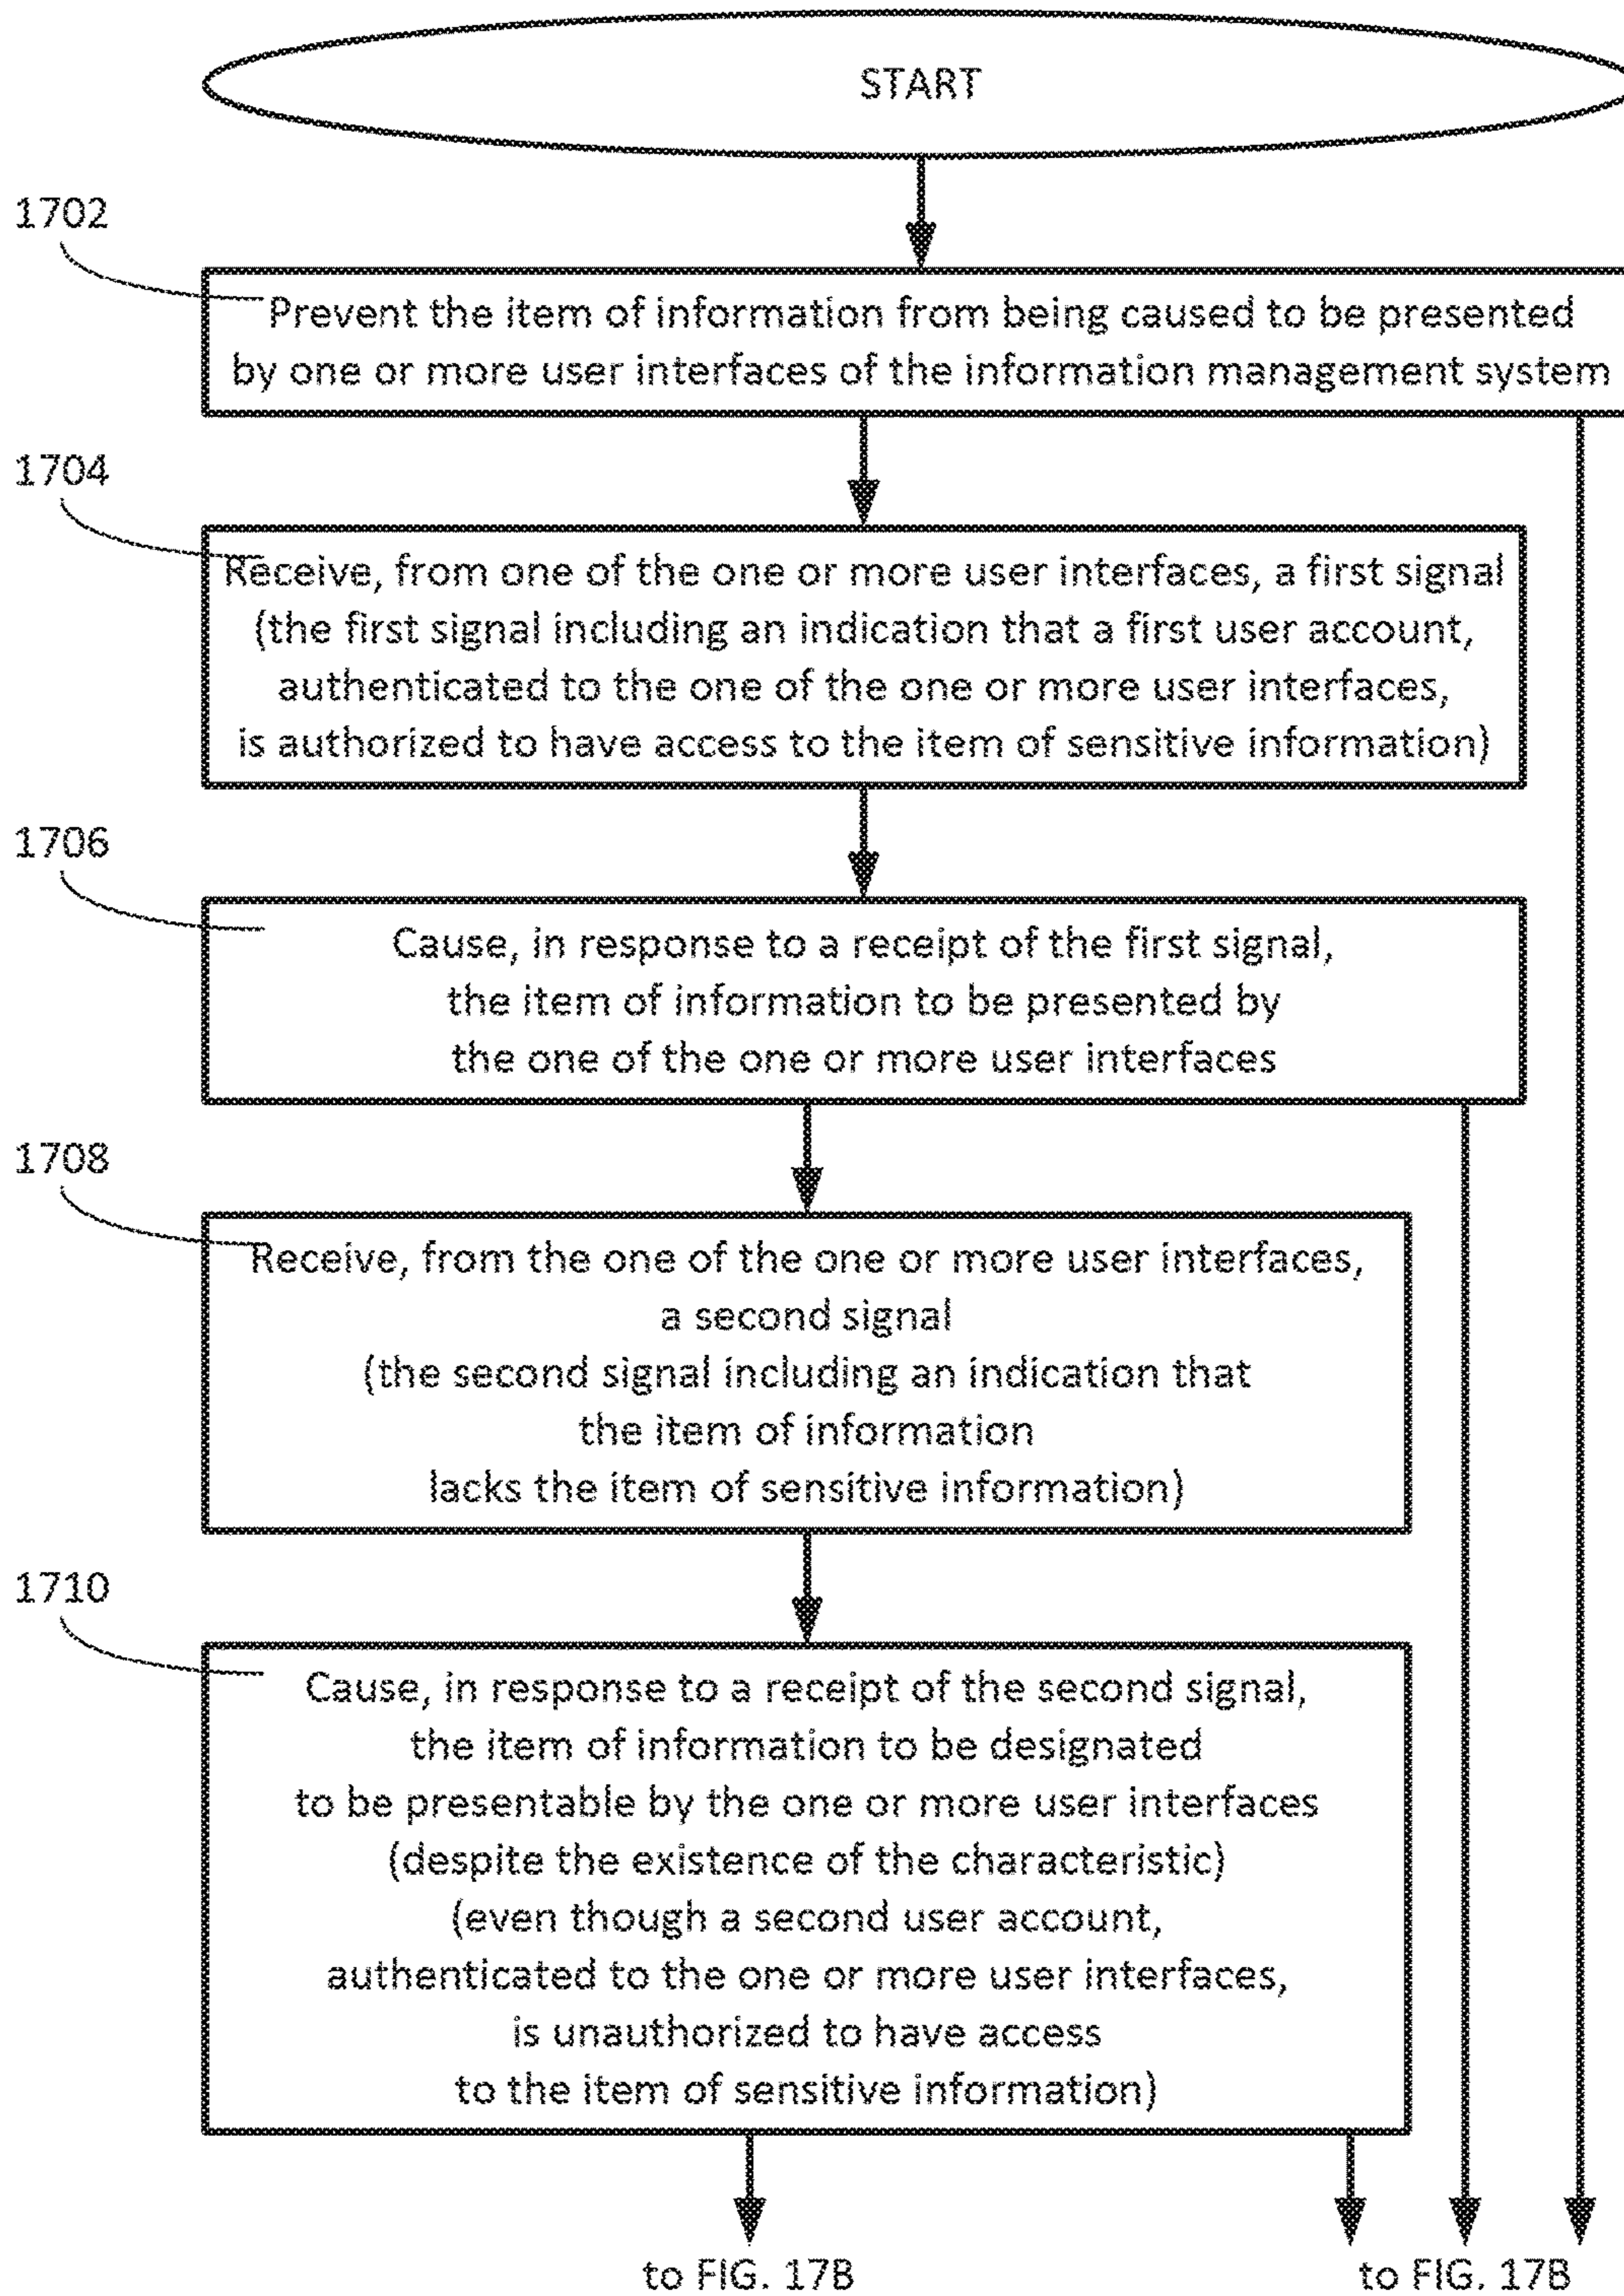 START
1702
Prevent the item of information from being caused to be presented
by one or more user interfaces of the information management system
1704
Receive, from one of the one or more user interfaces, a first signal
(the first signal including an indication that a first user account,
authenticated to the one of the one or more user interfaces,
is authorized to have access to the item of sensitive information)
1706
Cause, in response to a receipt of the first signal,
the item of information to be presented by
the one of the one or more user interfaces
1708
Receive, from the one of the one or more user interfaces,
a second signal
(the second signal including an indication that
the item of information
lacks the item of sensitive information)
1710
Cause, in response to a receipt of the second signal,
the item of information to be designated
to be presentable by the one or more user interfaces
(despite the existence of the characteristic)
(even though a second user account,
authenticated to the one or more user interfaces,
is unauthorized to have access
to the item of sensitive information)
to FIG. 17B
to FIG. 17B